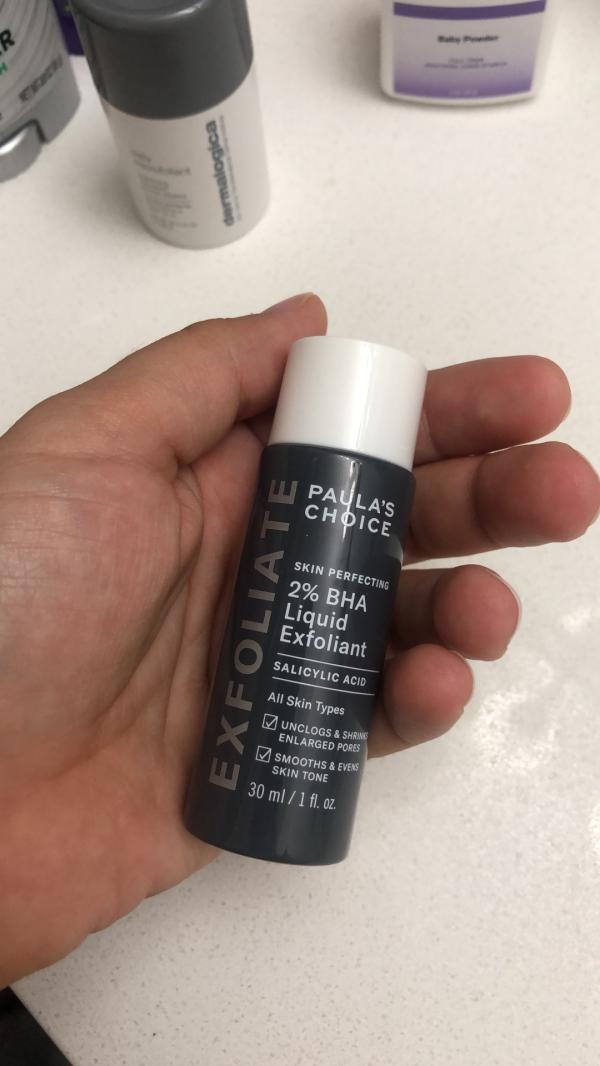 Baby Powder
dermalogica
EXFOLIATE
PAULA'S
CHOICE
SKIN PERFECTING
2% BHA
Liquid
Exfoliant
SALICYLIC ACID
All Skin Types
UNCLOGS & SHRINKS
ENLARGED PORES
SMOOTHS & EVENS
SKIN TONE
30 ml / 1 fl. oz.